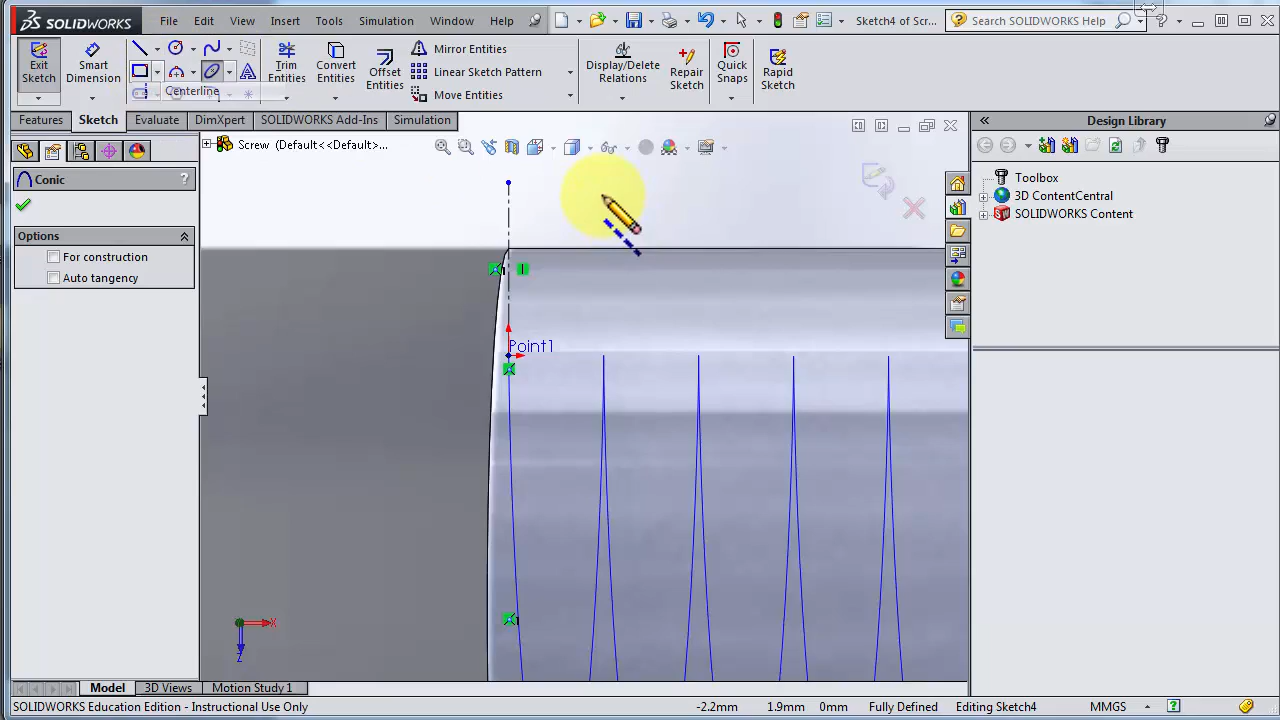 SOLIDWORKS File Edit View Insert Tools Simulation Window Help Sketch4 of Scr... Search SOLIDWORKS Help
Exit Sketch
Smart Dimension
Centerline
Trim Entities
Convert Entities
Offset Entities
Mirror Entities
Linear Sketch Pattern
Move Entities
Display/Delete Relations
Repair Sketch
Quick Snaps
Rapid Sketch
Features Sketch Evaluate DimXpert SOLIDWORKS Add-Ins Simulation
Design Library
Screw (Default<<Default>...
Conic ?
Options
For construction
Auto tangency
Toolbox
3D ContentCentral
SOLIDWORKS Content
Point1
X
Z
Model 3D Views Motion Study 1
SOLIDWORKS Education Edition - Instructional Use Only -2.2mm 1.9mm 0mm Fully Defined Editing Sketch4 MMGS